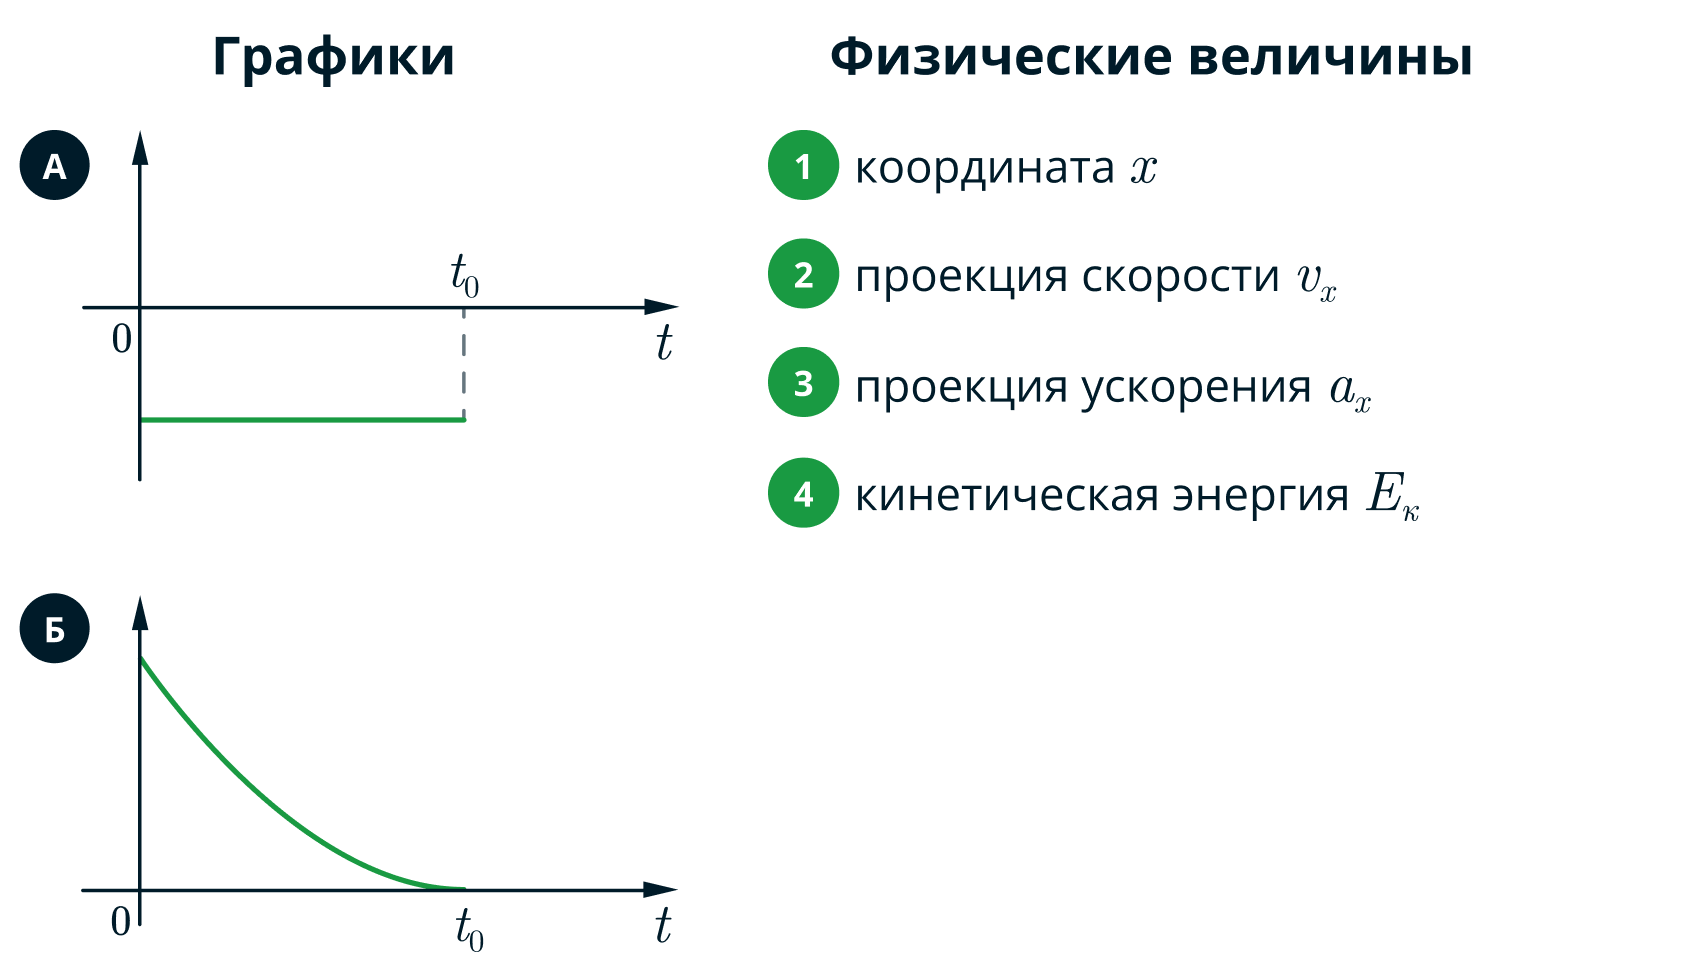 Графики
Физические величины
А
t₀
0
t
1 координата x
2 проекция скорости vₓ
3 проекция ускорения aₓ
4 кинетическая энергия Eк
Б
0
t₀
t